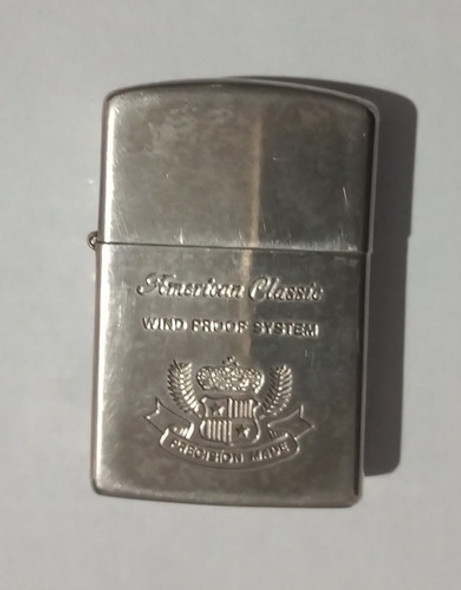 American Classic
WIND PROOF SYSTEM
PRECISION MADE